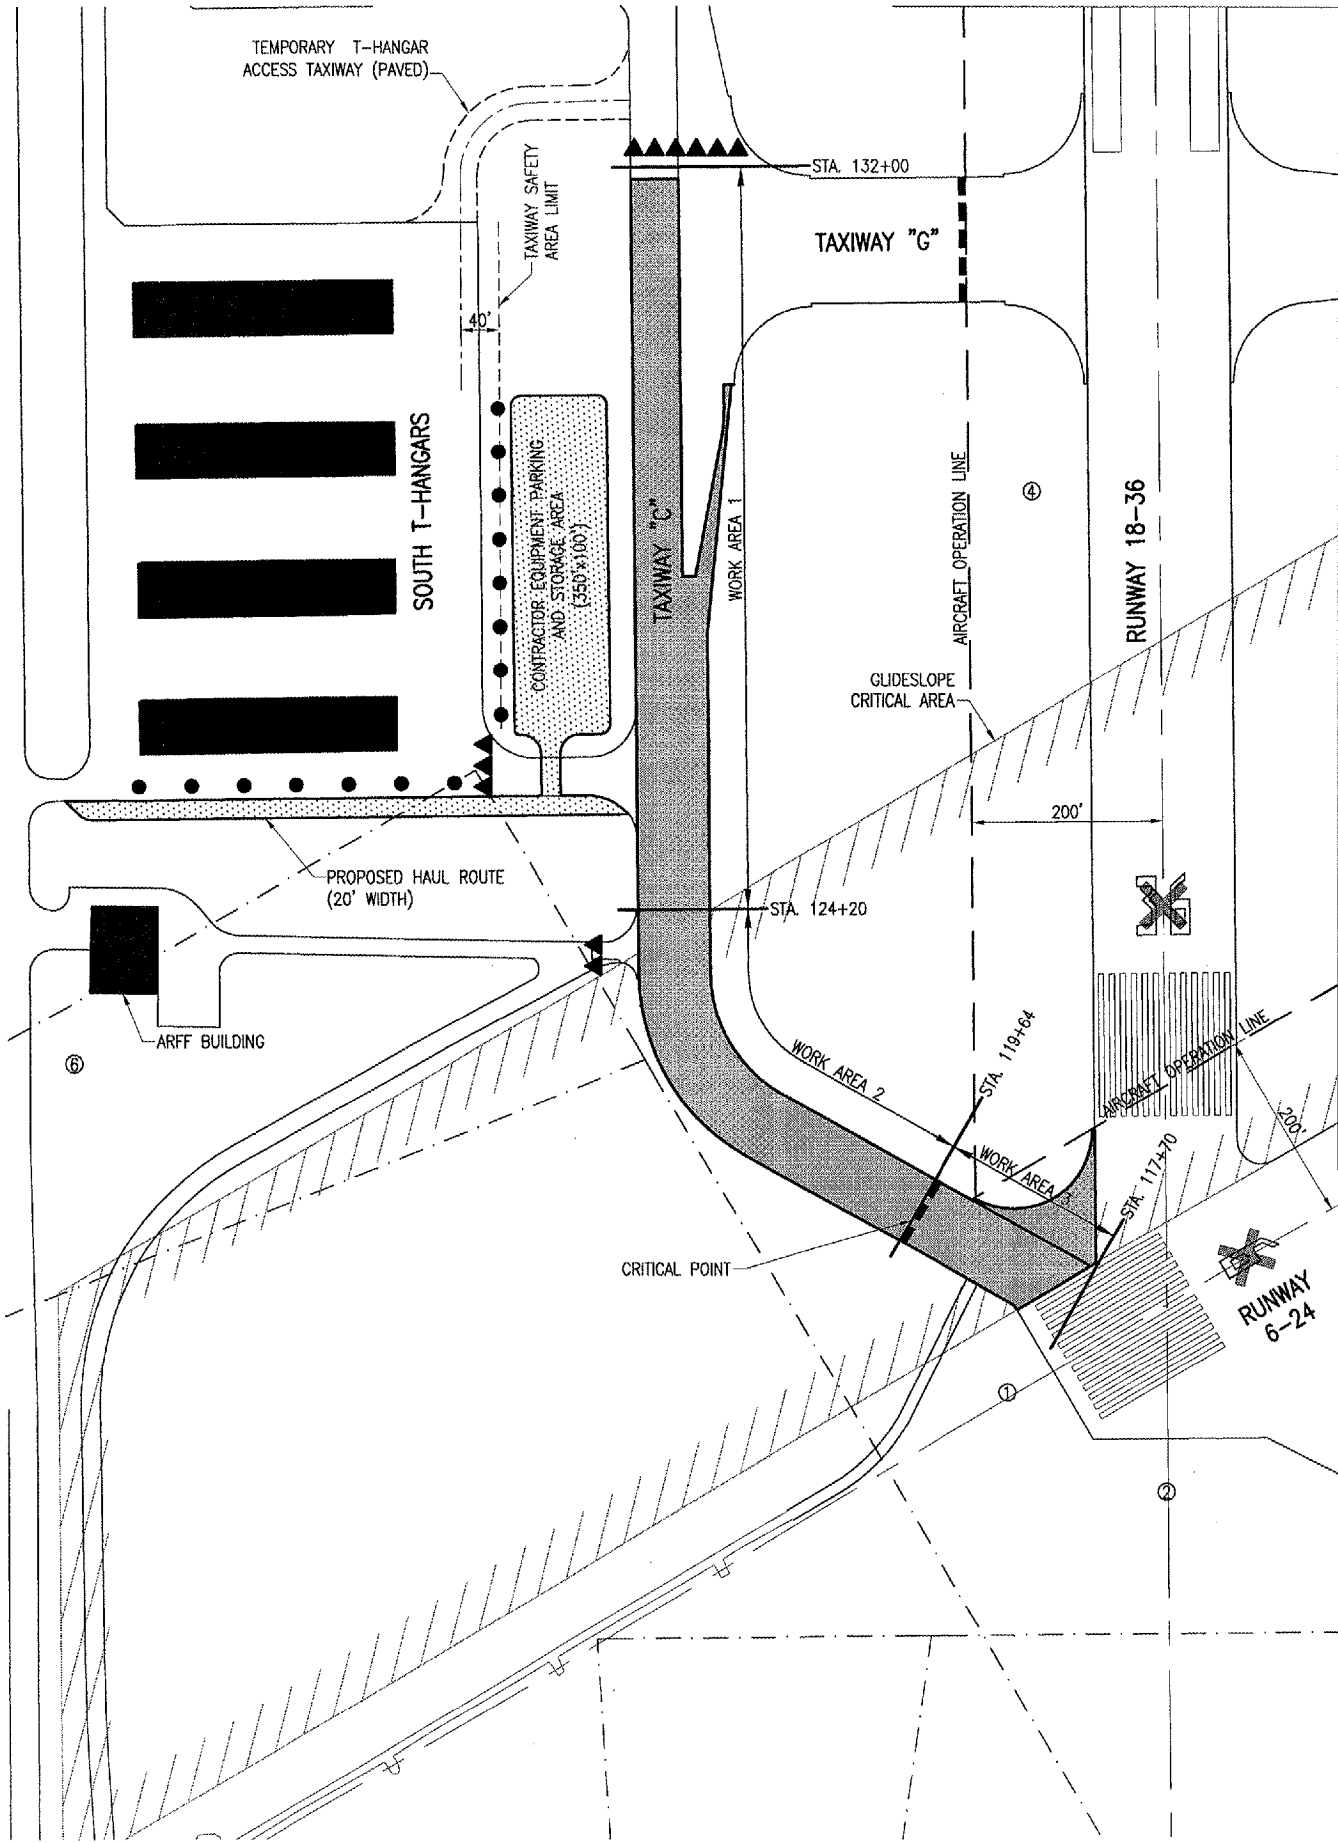 TEMPORARY T-HANGAR
ACCESS TAXIWAY (PAVED)
TAXIWAY SAFETY
AREA LIMIT
STA. 132+00
TAXIWAY "G"
40'
SOUTH T-HANGARS
CONTRACTOR EQUIPMENT PARKING
AND STORAGE AREA
(350'x100')
TAXIWAY "C"
WORK AREA 1
AIRCRAFT OPERATION LINE
4
RUNWAY 18-36
GLIDESLOPE
CRITICAL AREA
200'
PROPOSED HAUL ROUTE
(20' WIDTH)
STA. 124+20
ARFF BUILDING
6
WORK AREA 2
STA. 119+64
AIRCRAFT OPERATION LINE
200'
WORK AREA 3
STA. 117+70
CRITICAL POINT
RUNWAY
6-24
1
2